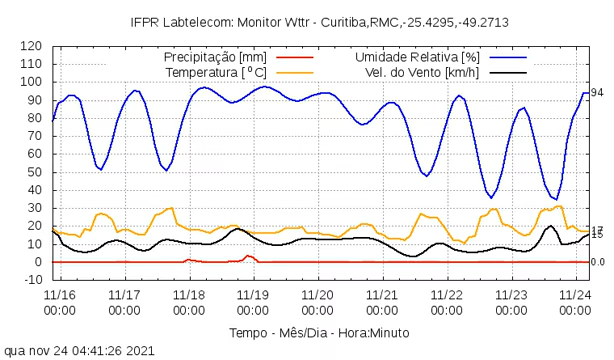 IFPR Labtelecom: Monitor Wttr - Curitiba,RMC,-25.4295,-49.2713
Precipitação [mm]
Temperatura [ºC]
Umidade Relativa [%]
Vel. do Vento [km/h]
120
110
100
90
80
70
60
50
40
30
20
10
0
-10
94
15
0.0
11/16 11/17 11/18 11/19 11/20 11/21 11/22 11/23 11/24
00:00 00:00 00:00 00:00 00:00 00:00 00:00 00:00 00:00
Tempo - Mês/Dia - Hora:Minuto
qua nov 24 04:41:26 2021